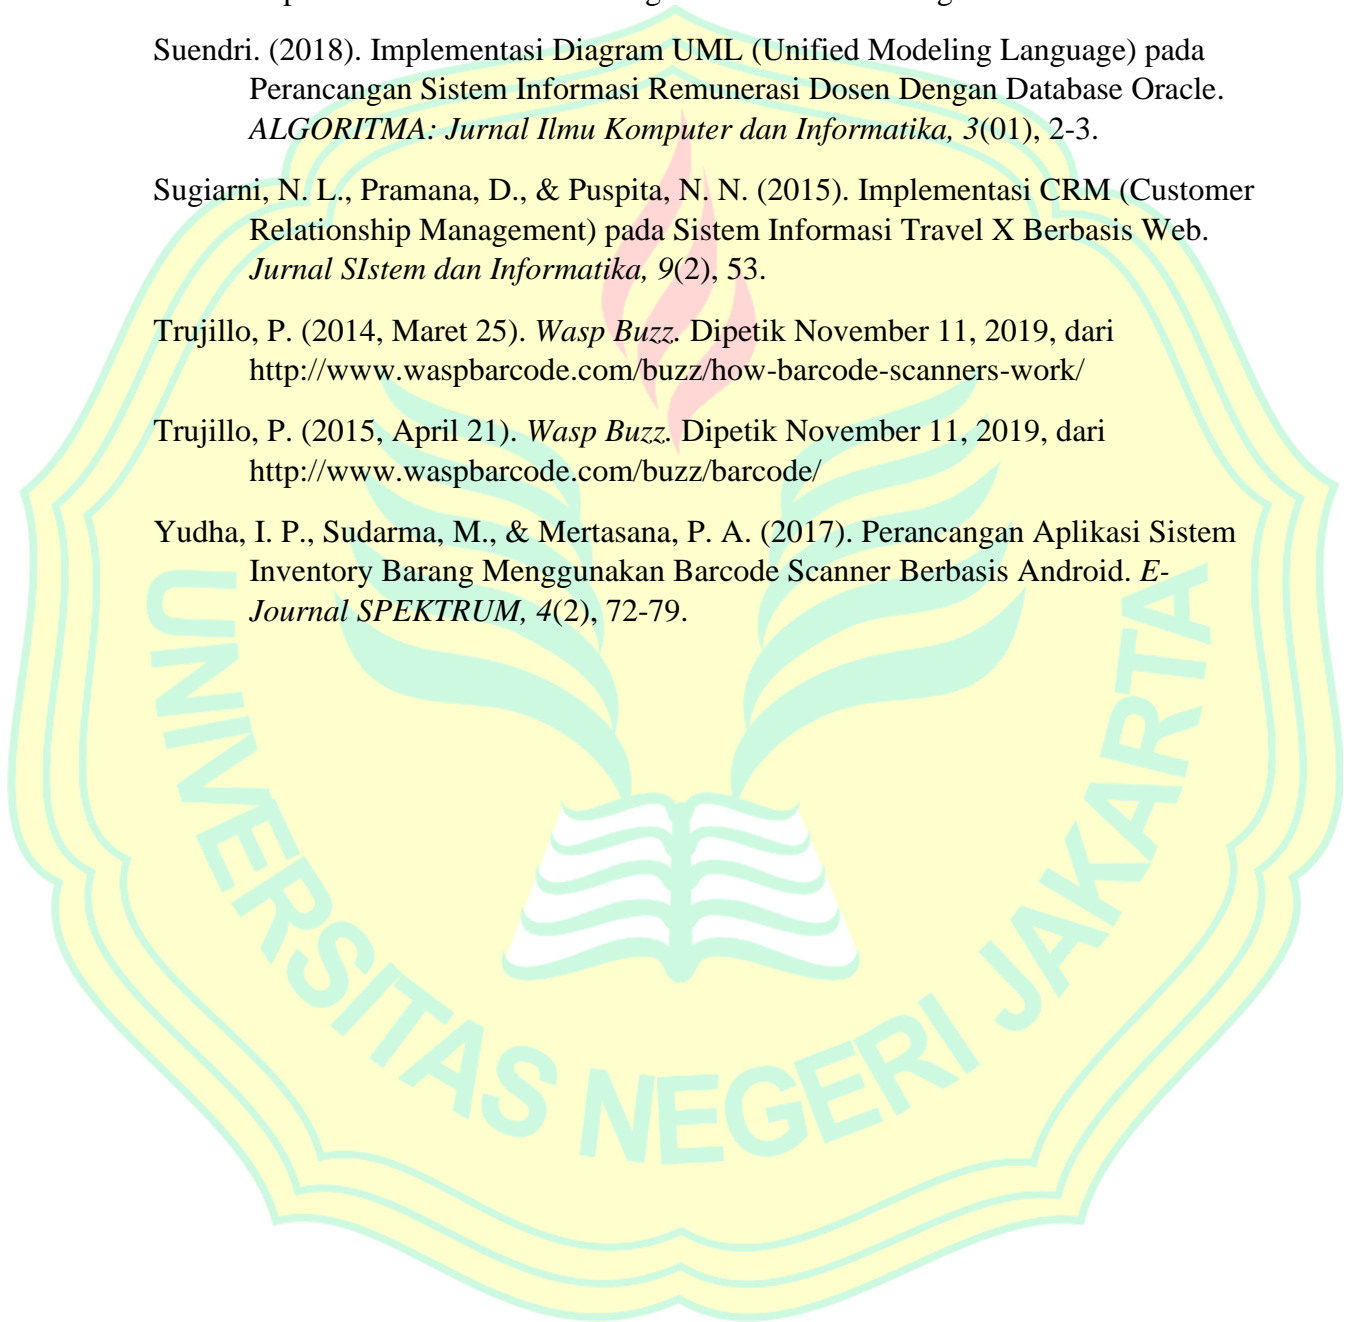 Suendri. (2018). Implementasi Diagram UML (Unified Modeling Language) pada
Perancangan Sistem Informasi Remunerasi Dosen Dengan Database Oracle.
ALGORITMA: Jurnal Ilmu Komputer dan Informatika, 3(01), 2-3.
Sugiarni, N. L., Pramana, D., & Puspita, N. N. (2015). Implementasi CRM (Customer
Relationship Management) pada Sistem Informasi Travel X Berbasis Web.
Jurnal SIstem dan Informatika, 9(2), 53.
Trujillo, P. (2014, Maret 25). Wasp Buzz. Dipetik November 11, 2019, dari
http://www.waspbarcode.com/buzz/how-barcode-scanners-work/
Trujillo, P. (2015, April 21). Wasp Buzz. Dipetik November 11, 2019, dari
http://www.waspbarcode.com/buzz/barcode/
Yudha, I. P., Sudarma, M., & Mertasana, P. A. (2017). Perancangan Aplikasi Sistem
Inventory Barang Menggunakan Barcode Scanner Berbasis Android. E-
Journal SPEKTRUM, 4(2), 72-79.
UNIVERSITAS NEGERI JAKARTA